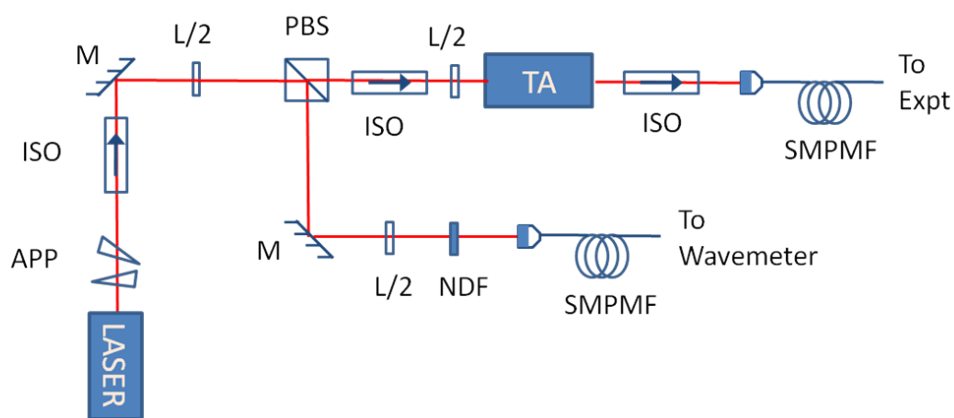 PBS
L/2
L/2
M
TA
To
Expt
ISO
ISO
ISO
SMPMF
APP
M
L/2
NDF
To
Wavemeter
SMPMF
LASER